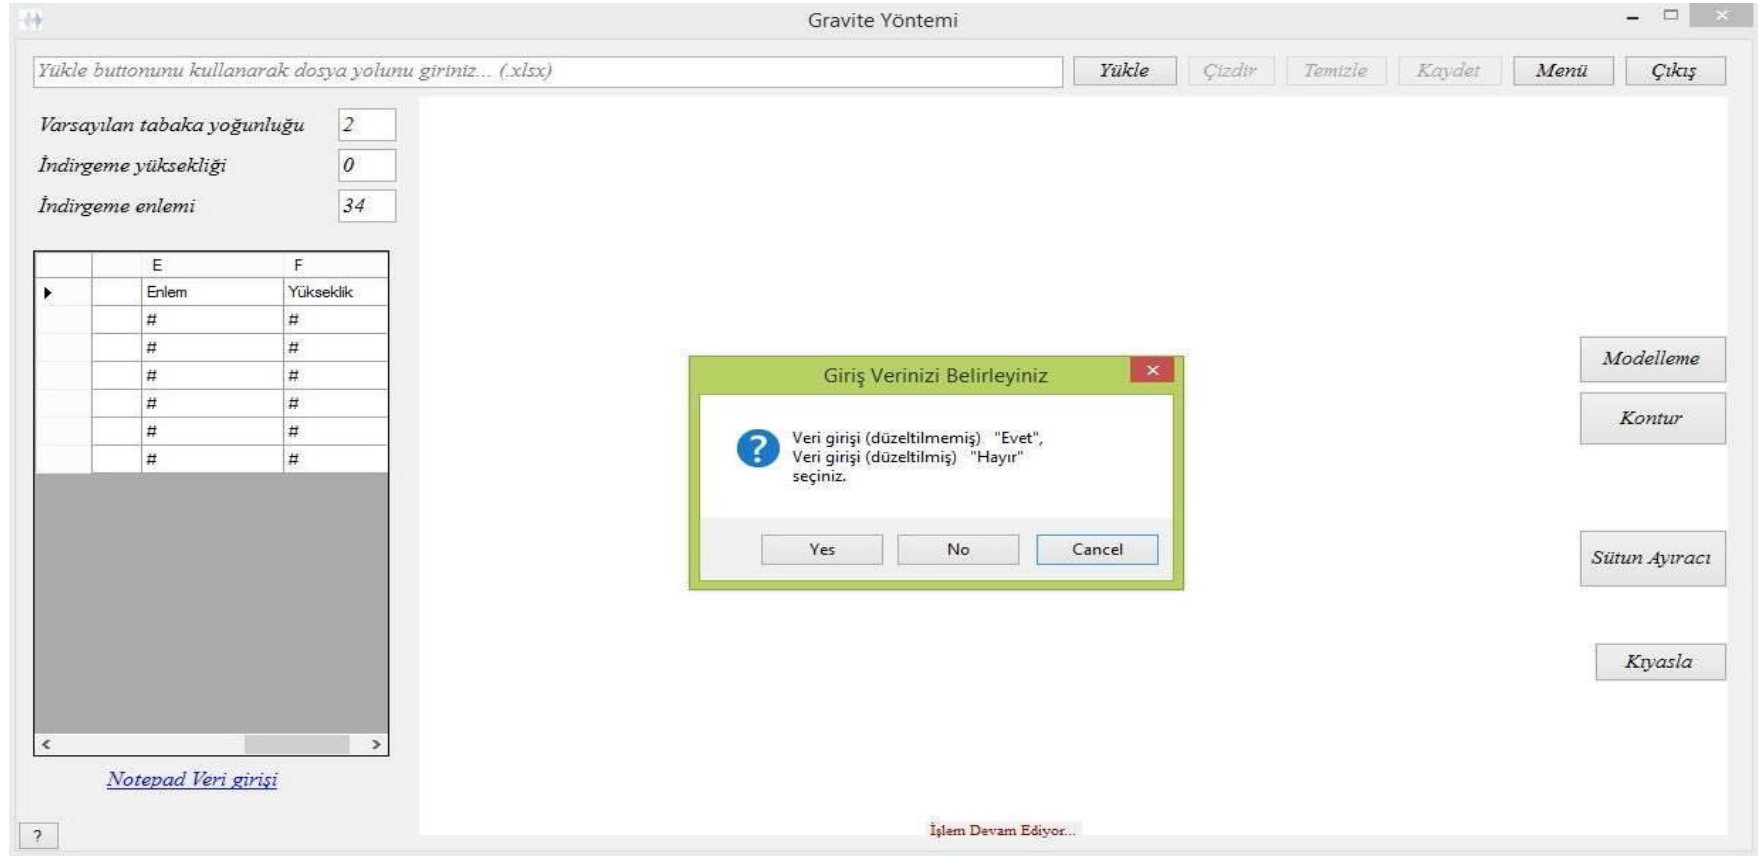 Gravite Yöntemi
Yükle buttonunu kullanarak dosya yolunu giriniz... (.xlsx)
Yükle Çizdir Temizle Kaydet Menü Çıkış
Varsayılan tabaka yoğunluğu 2
İndirgeme yüksekliği 0
İndirgeme enlemi 34
E F
Enlem Yükseklik
# #
# #
# #
# #
# #
# #
Notepad Veri girişi
?
Giriş Verinizi Belirleyiniz
Veri girişi (düzeltilmemiş) "Evet",
Veri girişi (düzeltilmiş) "Hayır"
seçiniz.
Yes No Cancel
Modelleme
Kontur
Sütun Ayıracı
Kıyasla
İşlem Devam Ediyor...